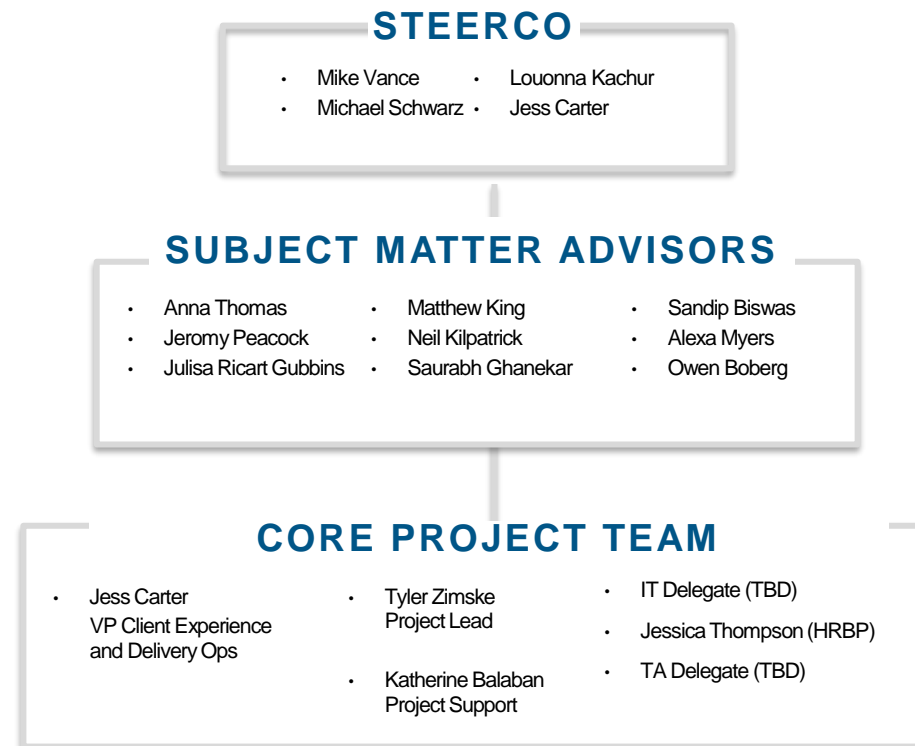 STEERCO
• Mike Vance
• Michael Schwarz
• Louonna Kachur
• Jess Carter
SUBJECT MATTER ADVISORS
• Anna Thomas
• Jeromy Peacock
• Julisa Ricart Gubbins
• Matthew King
• Neil Kilpatrick
• Saurabh Ghanekar
• Sandip Biswas
• Alexa Myers
• Owen Boberg
CORE PROJECT TEAM
• Jess Carter
VP Client Experience
and Delivery Ops
• Tyler Zimske
Project Lead
• Katherine Balaban
Project Support
• IT Delegate (TBD)
• Jessica Thompson (HRBP)
• TA Delegate (TBD)